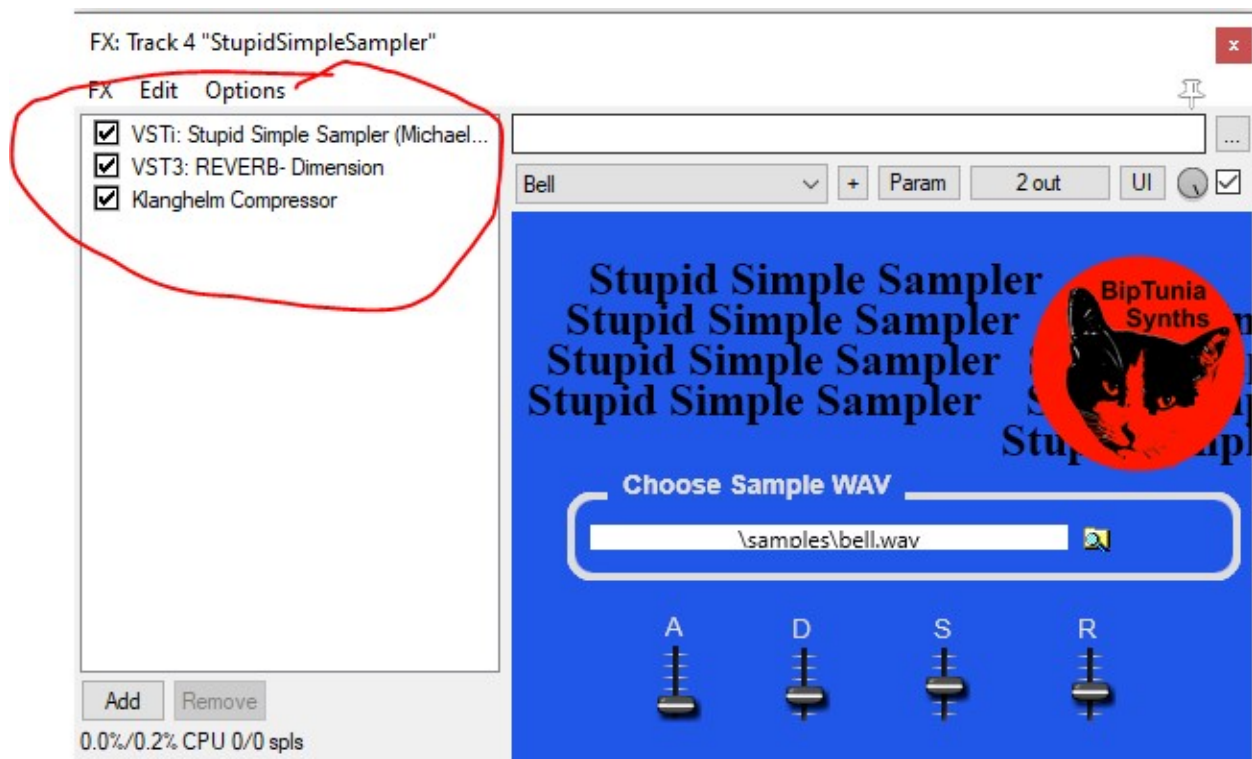 FX: Track 4 "StupidSimpleSampler"
x
FX Edit Options
VSTi: Stupid Simple Sampler (Michael...
VST3: REVERB- Dimension
Klanghelm Compressor
...
Bell + Param 2 out UI
Stupid Simple Sampler
Stupid Simple Sampler
Stupid Simple Sampler
Stupid Simple Sampler
BipTunia
Synths
Choose Sample WAV
\samples\bell.wav
A D S R
Add Remove
0.0%/0.2% CPU 0/0 spls